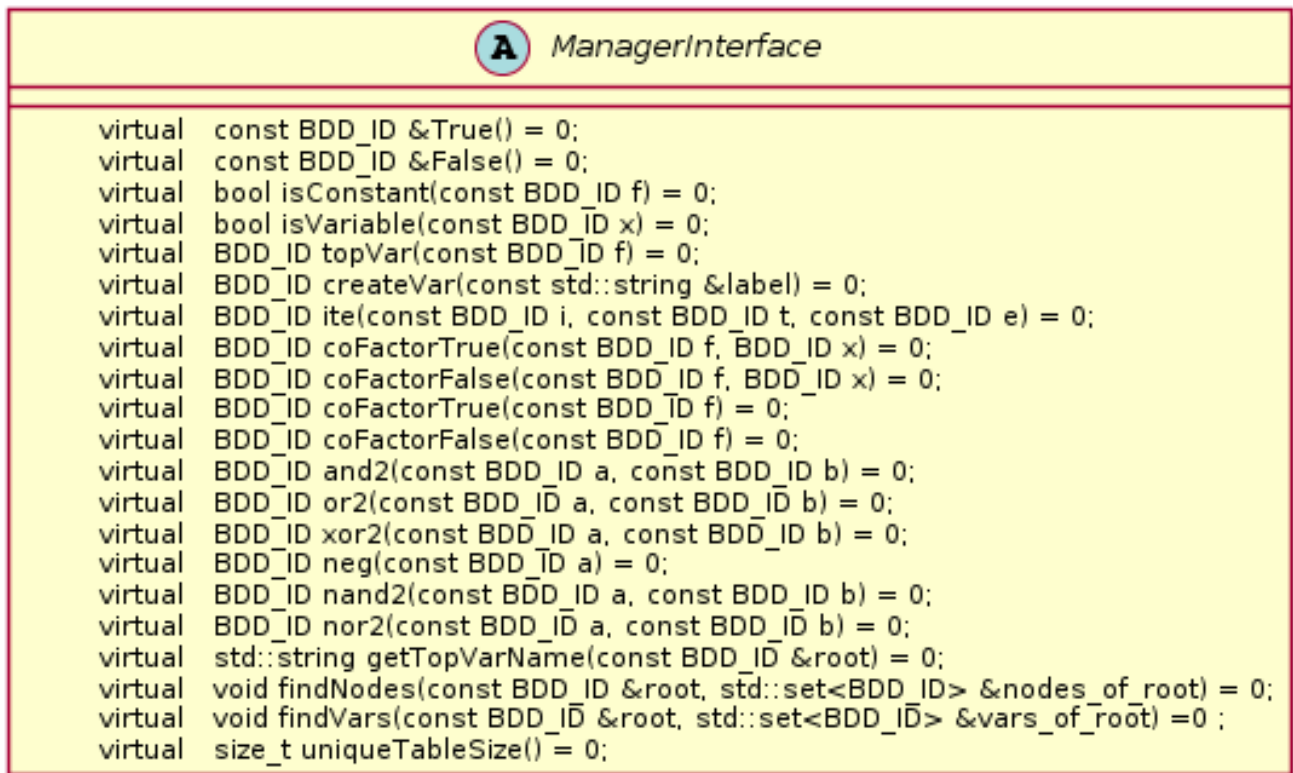 A ManagerInterface
virtual const BDD_ID &True() = 0;
virtual const BDD_ID &False() = 0;
virtual bool isConstant(const BDD_ID f) = 0;
virtual bool isVariable(const BDD_ID x) = 0;
virtual BDD_ID topVar(const BDD_ID f) = 0;
virtual BDD_ID createVar(const std::string &label) = 0;
virtual BDD_ID ite(const BDD_ID i, const BDD_ID t, const BDD_ID e) = 0;
virtual BDD_ID coFactorTrue(const BDD_ID f, BDD_ID x) = 0;
virtual BDD_ID coFactorFalse(const BDD_ID f, BDD_ID x) = 0;
virtual BDD_ID coFactorTrue(const BDD_ID f) = 0;
virtual BDD_ID coFactorFalse(const BDD_ID f) = 0;
virtual BDD_ID and2(const BDD_ID a, const BDD_ID b) = 0;
virtual BDD_ID or2(const BDD_ID a, const BDD_ID b) = 0;
virtual BDD_ID xor2(const BDD_ID a, const BDD_ID b) = 0;
virtual BDD_ID neg(const BDD_ID a) = 0;
virtual BDD_ID nand2(const BDD_ID a, const BDD_ID b) = 0;
virtual BDD_ID nor2(const BDD_ID a, const BDD_ID b) = 0;
virtual std::string getTopVarName(const BDD_ID &root) = 0;
virtual void findNodes(const BDD_ID &root, std::set<BDD_ID> &nodes_of_root) = 0;
virtual void findVars(const BDD_ID &root, std::set<BDD_ID> &vars_of_root) =0 ;
virtual size_t uniqueTableSize() = 0;